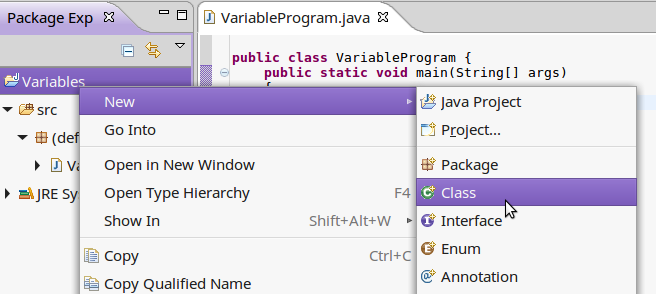 Package Exp
VariableProgram.java
public class VariableProgram {
public static void main(String[] args)
{
Variables
src
(def
Va
JRE Sy
New
Go Into
Open in New Window
Open Type Hierarchy F4
Show In Shift+Alt+W
Copy Ctrl+C
Copy Qualified Name
Java Project
Project...
Package
Class
Interface
Enum
Annotation